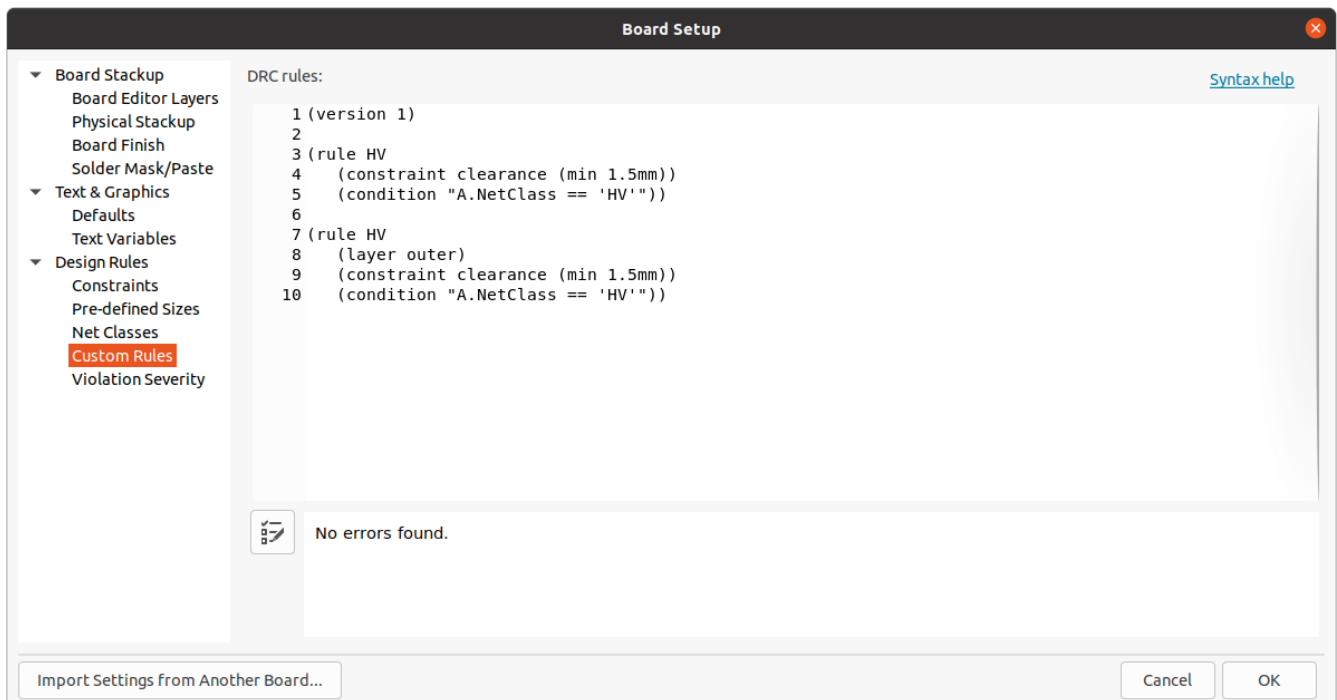 Board Setup
Board Stackup
Board Editor Layers
Physical Stackup
Board Finish
Solder Mask/Paste
Text & Graphics
Defaults
Text Variables
Design Rules
Constraints
Pre-defined Sizes
Net Classes
Custom Rules
Violation Severity
DRC rules:
Syntax help
1 (version 1)
2
3 (rule HV
4    (constraint clearance (min 1.5mm))
5    (condition "A.NetClass == 'HV'"))
6
7 (rule HV
8    (layer outer)
9    (constraint clearance (min 1.5mm))
10    (condition "A.NetClass == 'HV'"))
No errors found.
Import Settings from Another Board...
Cancel
OK